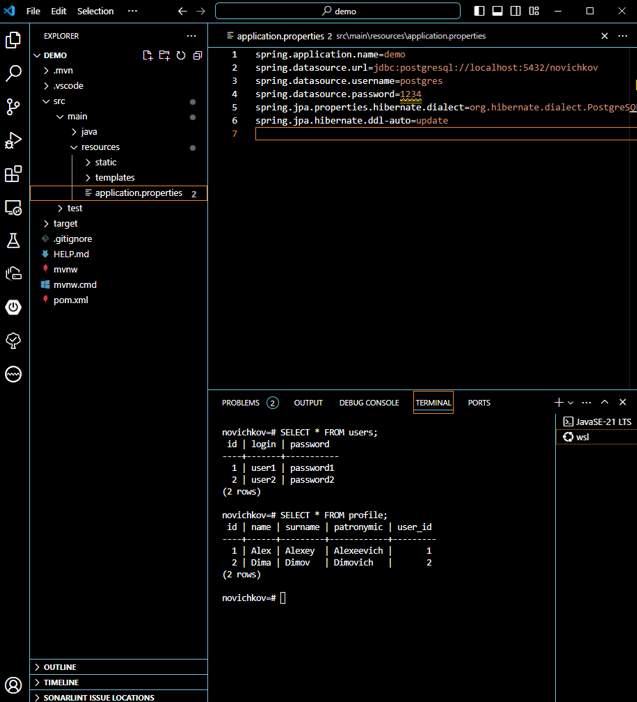 File Edit Selection ... demo
EXPLORER ...
DEMO
.mvn
.vscode
src
main
java
resources
static
templates
application.properties 2
test
target
.gitignore
HELP.md
mvnw
mvnw.cmd
pom.xml
OUTLINE
TIMELINE
SONARLINT ISSUE LOCATIONS
application.properties 2 src\main\resources\application.properties ...
1 spring.application.name=demo
2 spring.datasource.url=jdbc:postgresql://localhost:5432/novichkov
3 spring.datasource.username=postgres
4 spring.datasource.password=1234
5 spring.jpa.properties.hibernate.dialect=org.hibernate.dialect.PostgreSQ
6 spring.jpa.hibernate.ddl-auto=update
7
PROBLEMS 2 OUTPUT DEBUG CONSOLE TERMINAL PORTS
JavaSE-21 LTS
wsl
novichkov=# SELECT * FROM users;
id | login | password
----+-------+-----------
1 | user1 | password1
2 | user2 | password2
(2 rows)
novichkov=# SELECT * FROM profile;
id | name | surname | patronymic | user_id
----+------+---------+------------+---------
1 | Alex | Alexey | Alexeevich | 1
2 | Dima | Dimov | Dimovich | 2
(2 rows)
novichkov=#